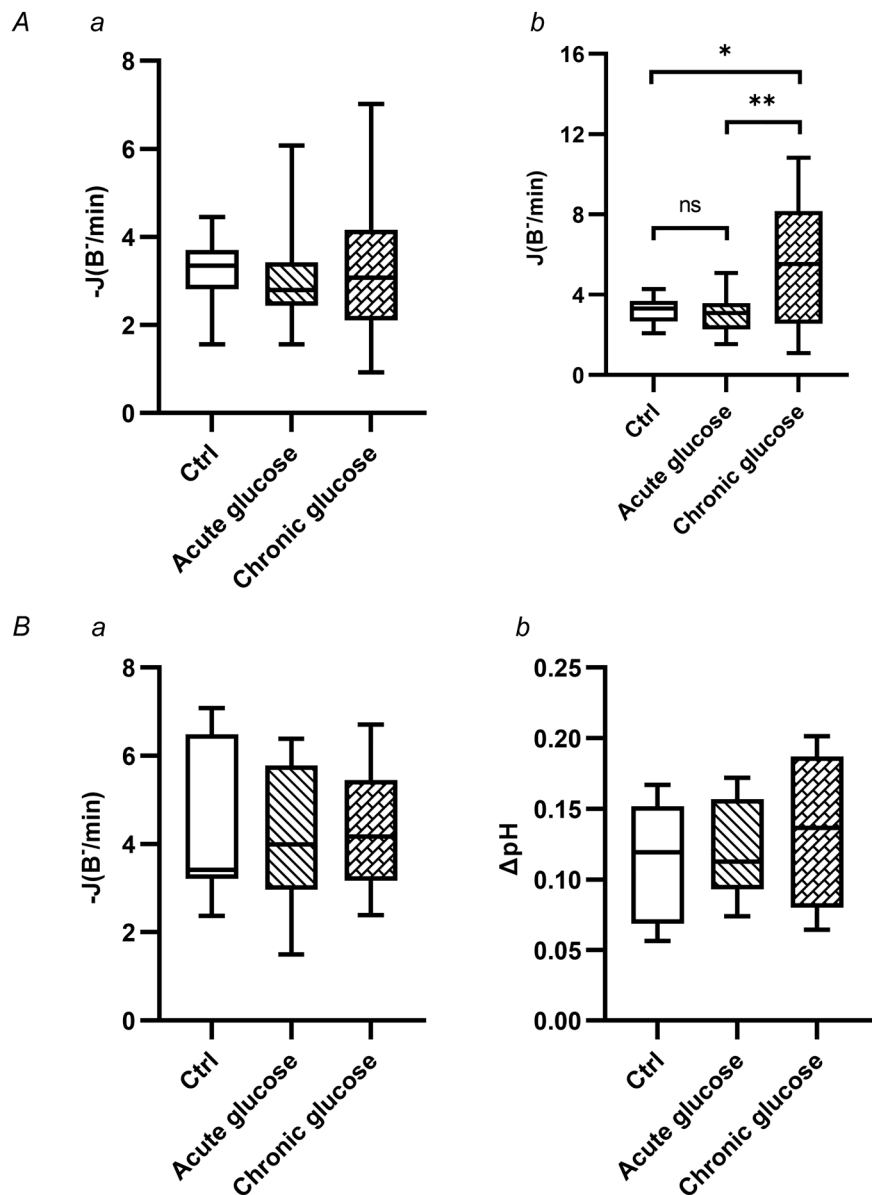 A a b
-J(B⁻/min)
8
6
4
2
0
Ctrl
Acute glucose
Chronic glucose
J(B⁻/min)
16
12
8
4
0
*
**
ns
Ctrl
Acute glucose
Chronic glucose
B a b
-J(B⁻/min)
8
6
4
2
0
Ctrl
Acute glucose
Chronic glucose
ΔpH
0.25
0.20
0.15
0.10
0.05
0.00
Ctrl
Acute glucose
Chronic glucose